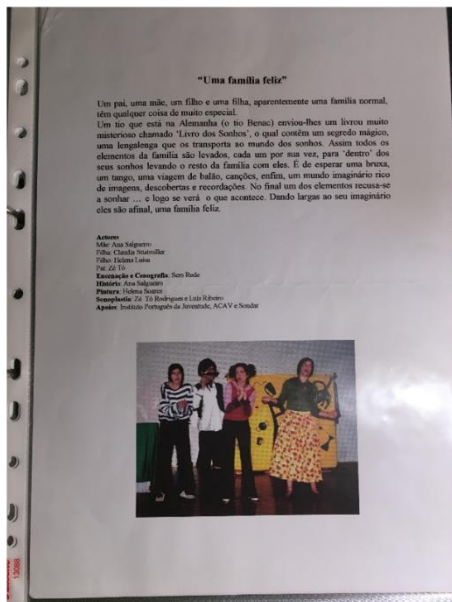 "Uma família feliz"
Um pai, uma mãe, um filho e uma filha, aparentemente uma família normal,
têm qualquer coisa de muito especial.
Um tio que está na Alemanha (o tio Benac) enviou-lhes um livrou muito
misterioso chamado 'Livro dos Sonhos', o qual contêm um segredo mágico,
uma lengalenga que os transporta ao mundo dos sonhos. Assim todos os
elementos da família são levados, cada um por sua vez, para 'dentro' dos
seus sonhos levando o resto da família com eles. É de esperar uma bruxa,
um tango, uma viagem de balão, canções, enfim, um mundo imaginário rico
de imagens, descobertas e recordações. No final um dos elementos recusa-se
a sonhar ... e logo se verá o que acontece. Dando largas ao seu imaginário
eles são afinal, uma família feliz.
Actores
Mãe: Ana Salgueiro
Filha: Claudia
Filho: Helena Luísa
Pai: Zé Tó
Encenação e Cenografia: Sem Rede
História: Ana Salgueiro
Pintura: Helena Soares
Sonoplastia: Zé Tó Rodrigues e Luís Ribeiro
Apoios: Instituto Português da Juventude, ACAV e Sondar
13088